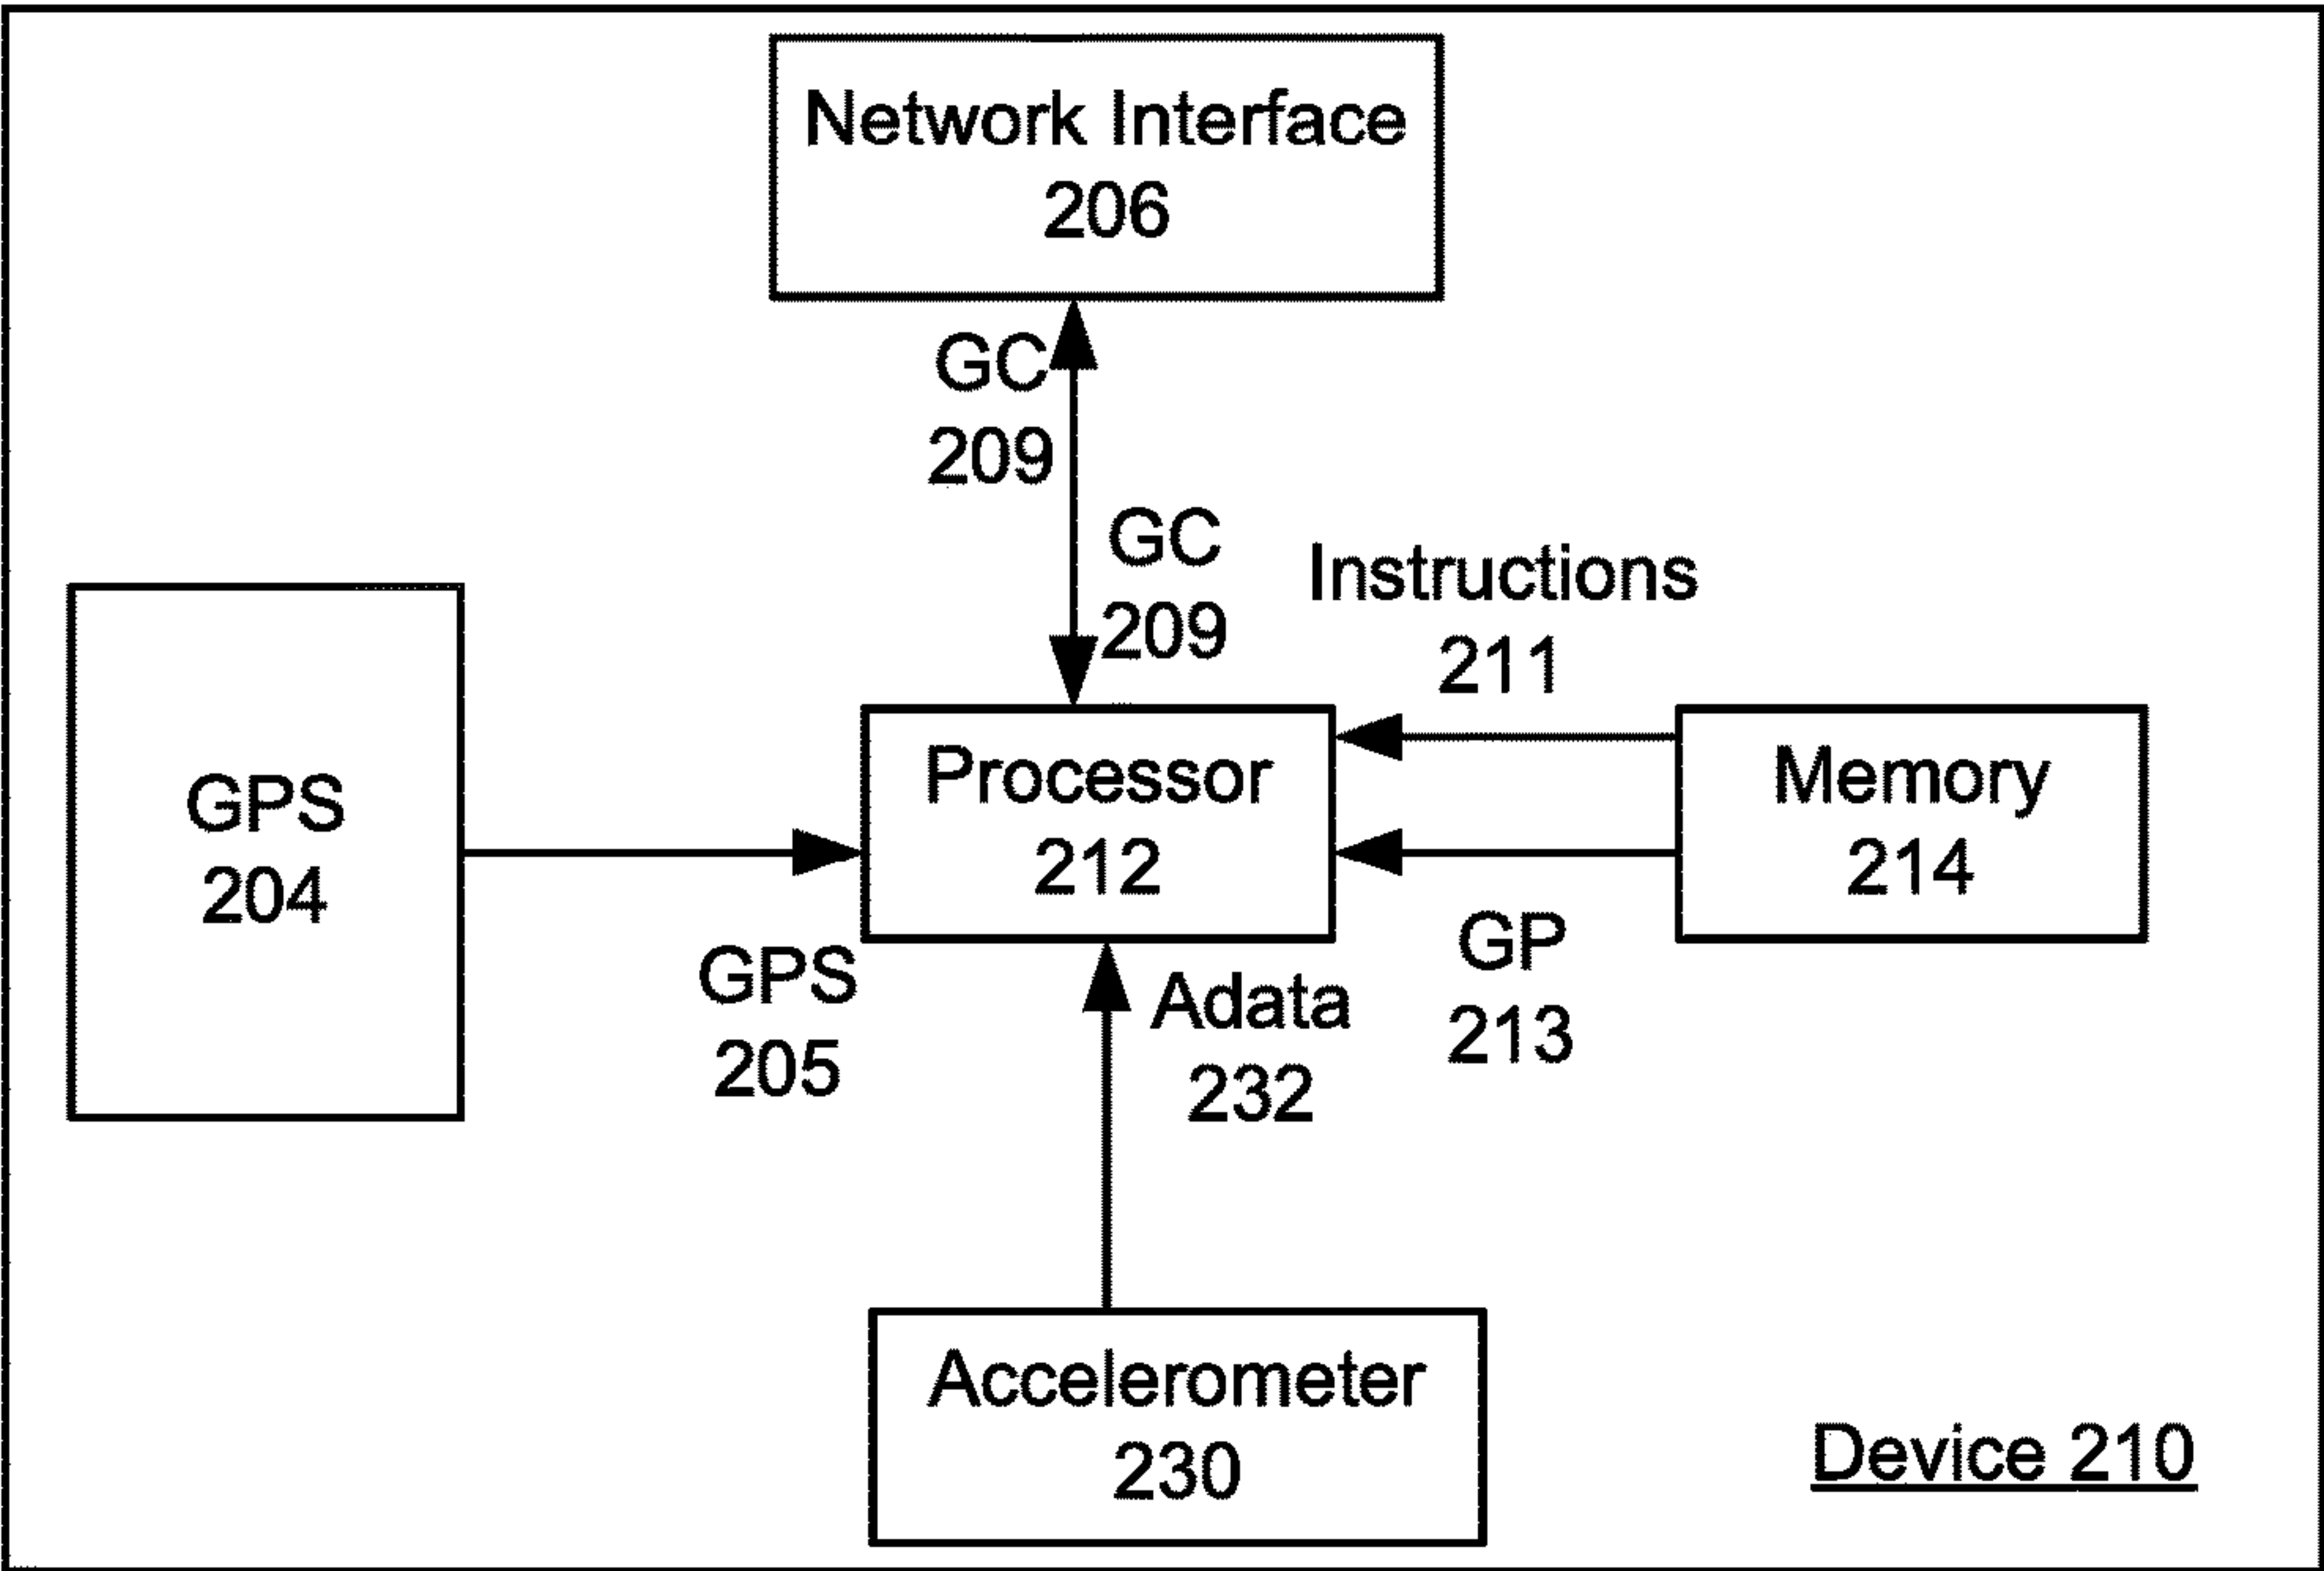 Network Interface
206
GC
209
GC
209
Instructions
211
GPS
204
Processor
212
Memory
214
GPS
205
Adata
232
GP
213
Accelerometer
230
Device 210